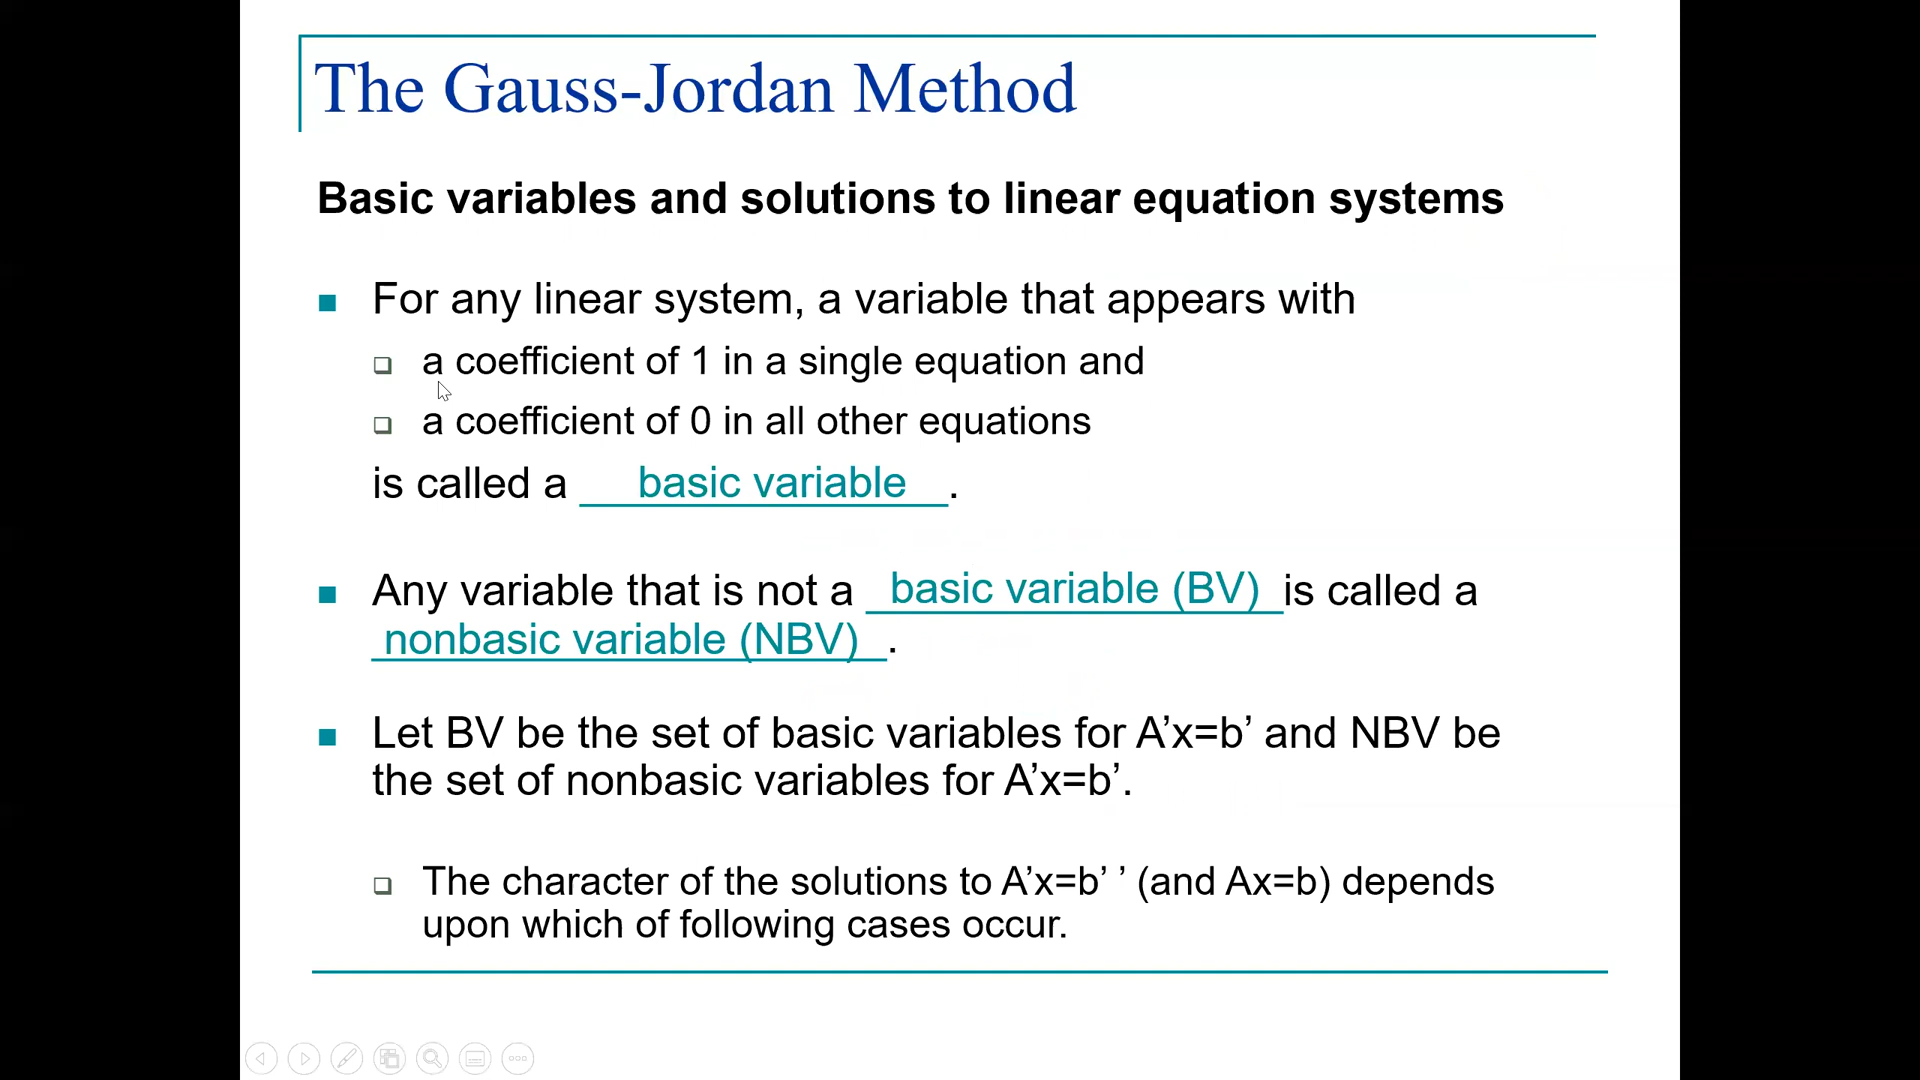 The Gauss-Jordan Method
Basic variables and solutions to linear equation systems
For any linear system, a variable that appears with
a coefficient of 1 in a single equation and
a coefficient of 0 in all other equations
is called a basic variable.
Any variable that is not a basic variable (BV) is called a
nonbasic variable (NBV).
Let BV be the set of basic variables for A’x=b’ and NBV be
the set of nonbasic variables for A’x=b’.
The character of the solutions to A’x=b’ ’ (and Ax=b) depends
upon which of following cases occur.